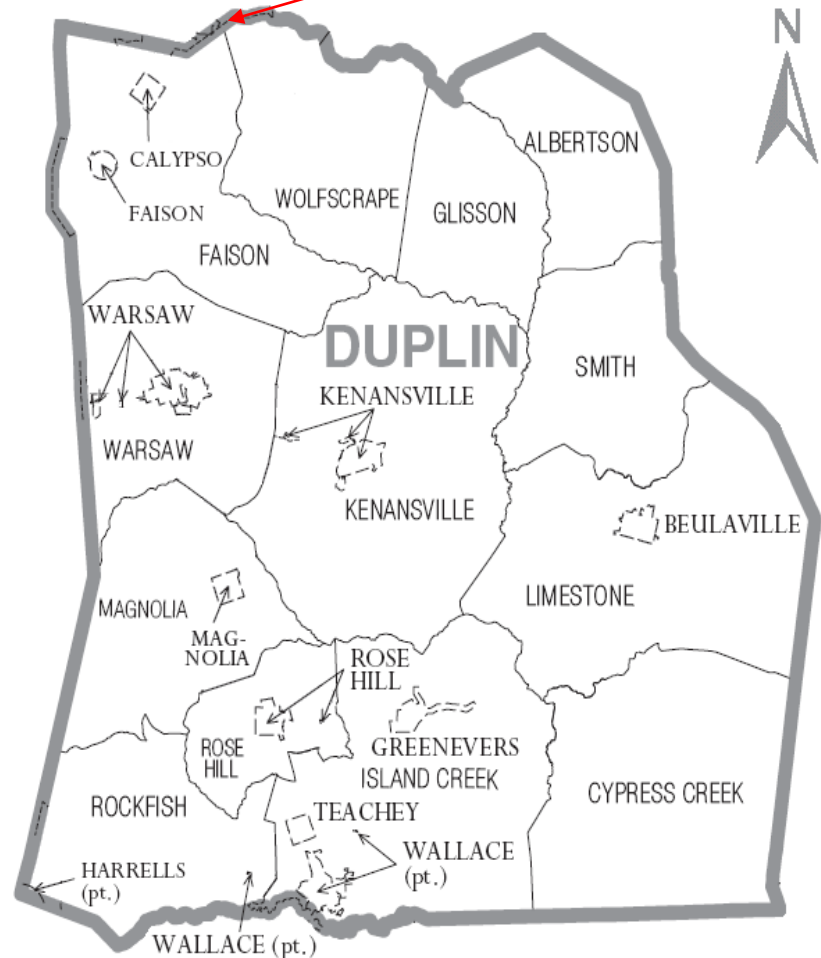 N
CALYPSO
ALBERTSON
WOLFSCRAPE
GLISSON
FAISON
FAISON
WARSAW
DUPLIN
SMITH
KENANSVILLE
WARSAW
KENANSVILLE
BEULAVILLE
LIMESTONE
MAGNOLIA
MAG-
NOLIA
ROSE
HILL
GREENEVERS
ROSE
HILL
ISLAND CREEK
CYPRESS CREEK
ROCKFISH
TEACHEY
WALLACE
(pt.)
HARRELLS
(pt.)
WALLACE (pt.)